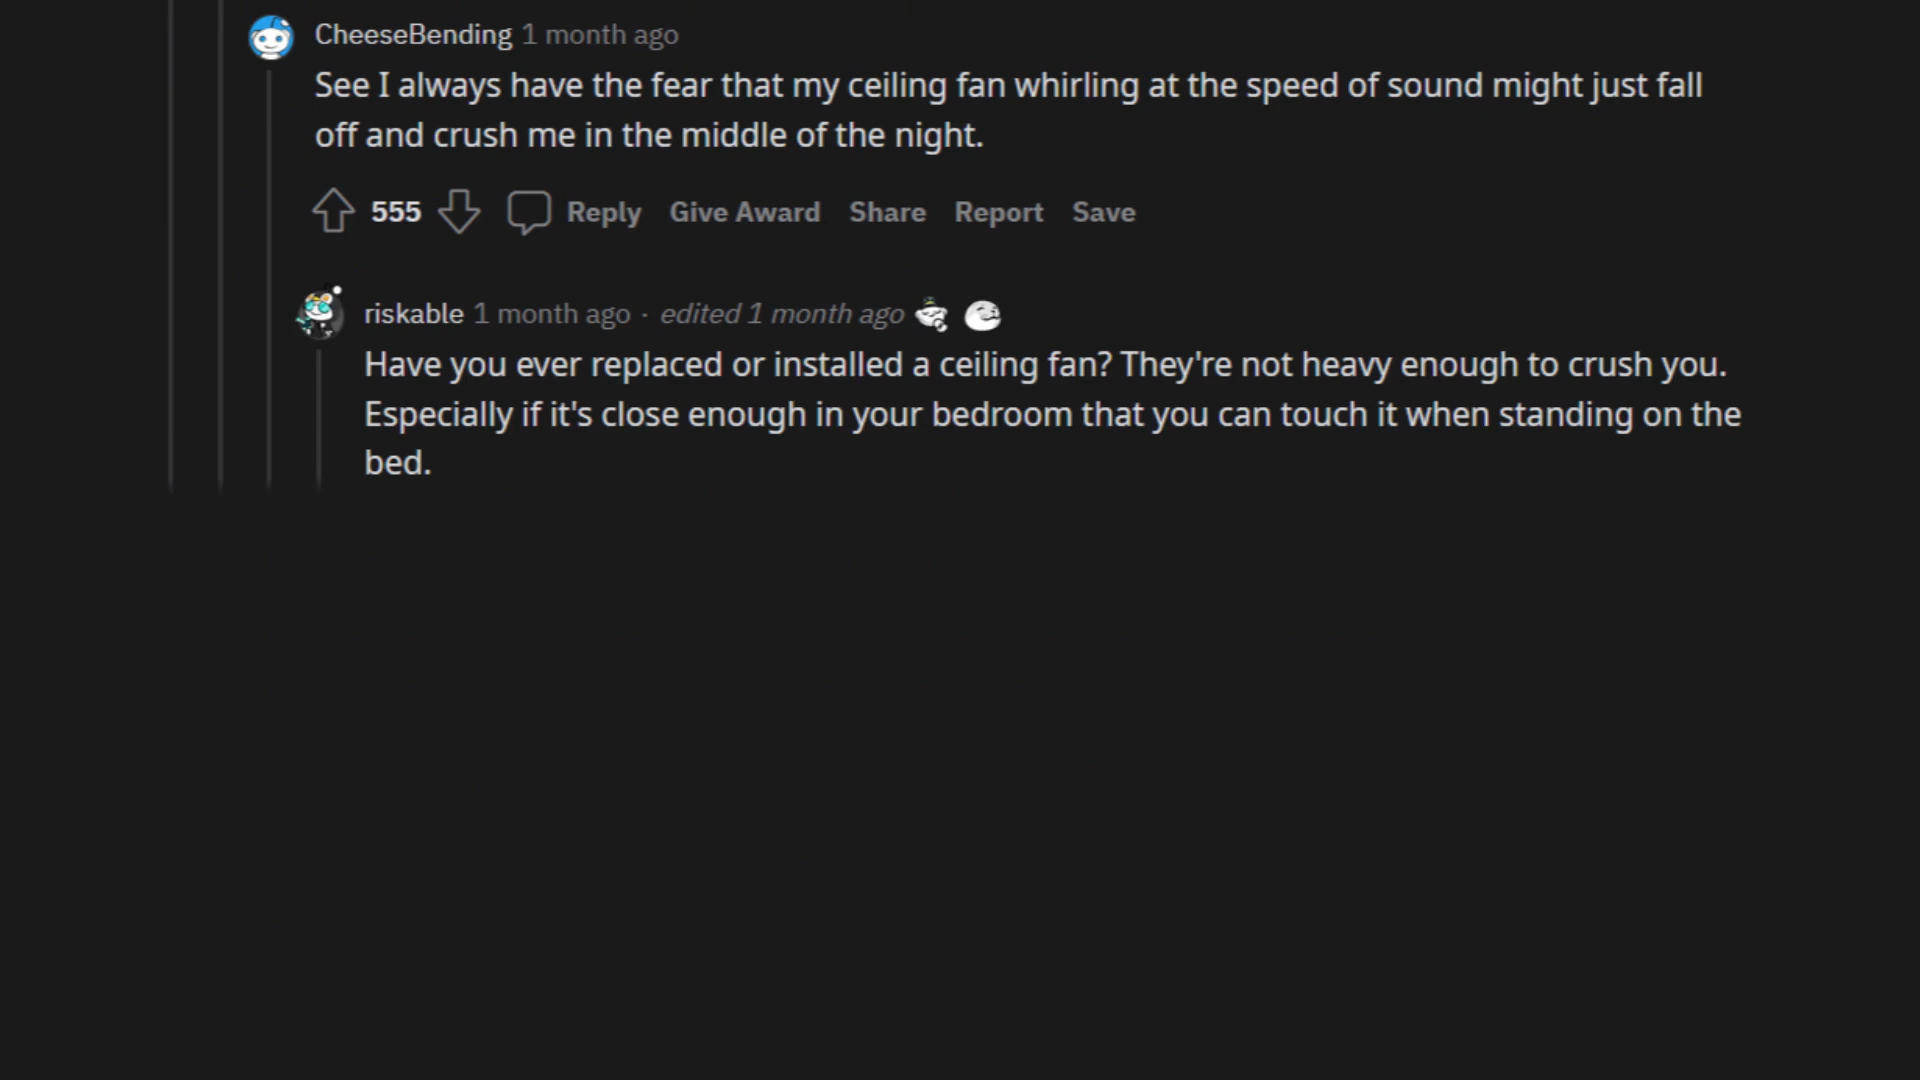 CheeseBending 1 month ago
See I always have the fear that my ceiling fan whirling at the speed of sound might just fall
off and crush me in the middle of the night.
555 Reply Give Award Share Report Save
riskable 1 month ago · edited 1 month ago
Have you ever replaced or installed a ceiling fan? They're not heavy enough to crush you.
Especially if it's close enough in your bedroom that you can touch it when standing on the
bed.